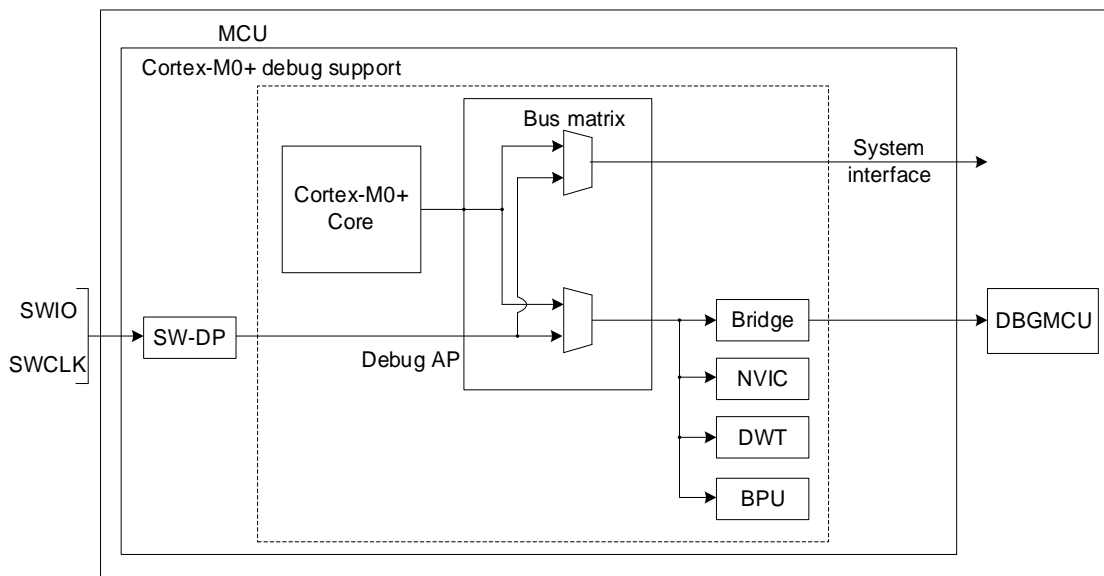 MCU
Cortex-M0+ debug support
Bus matrix
Cortex-M0+
Core
System
interface
SWIO
SWCLK
SW-DP
Debug AP
Bridge
NVIC
DWT
BPU
DBGMCU